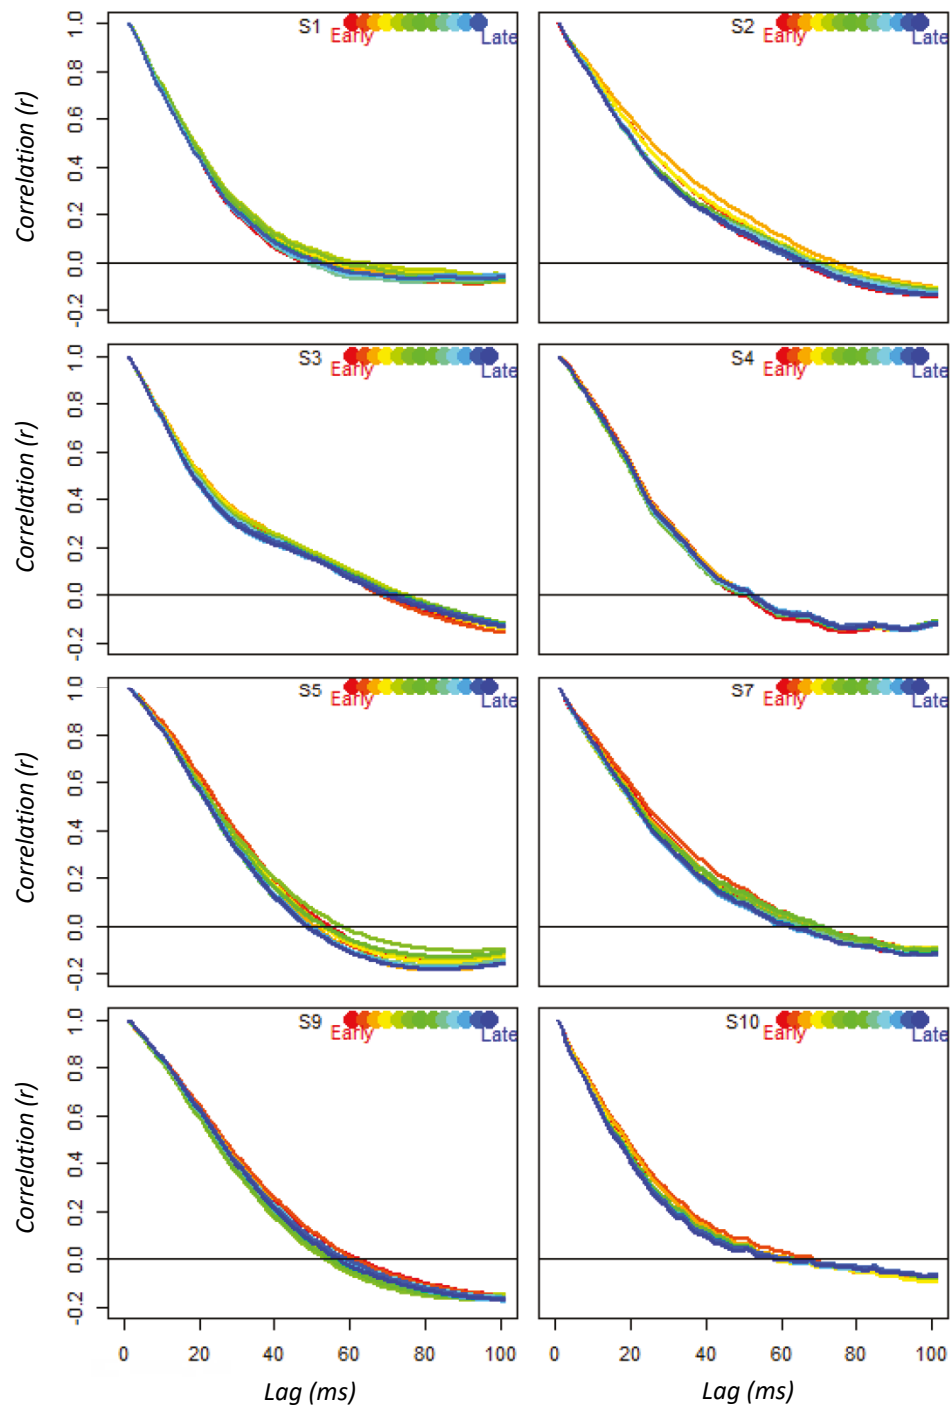 S1
Early
Late
S2
Early
Late
Correlation (r)
1.0
0.8
0.6
0.4
0.2
0.0
-0.2
S3
Early
Late
S4
Early
Late
Correlation (r)
1.0
0.8
0.6
0.4
0.2
0.0
-0.2
S5
Early
Late
S7
Early
Late
Correlation (r)
1.0
0.8
0.6
0.4
0.2
0.0
-0.2
S9
Early
Late
S10
Early
Late
Correlation (r)
1.0
0.8
0.6
0.4
0.2
0.0
-0.2
0 20 40 60 80 100
0 20 40 60 80 100
Lag (ms)
Lag (ms)